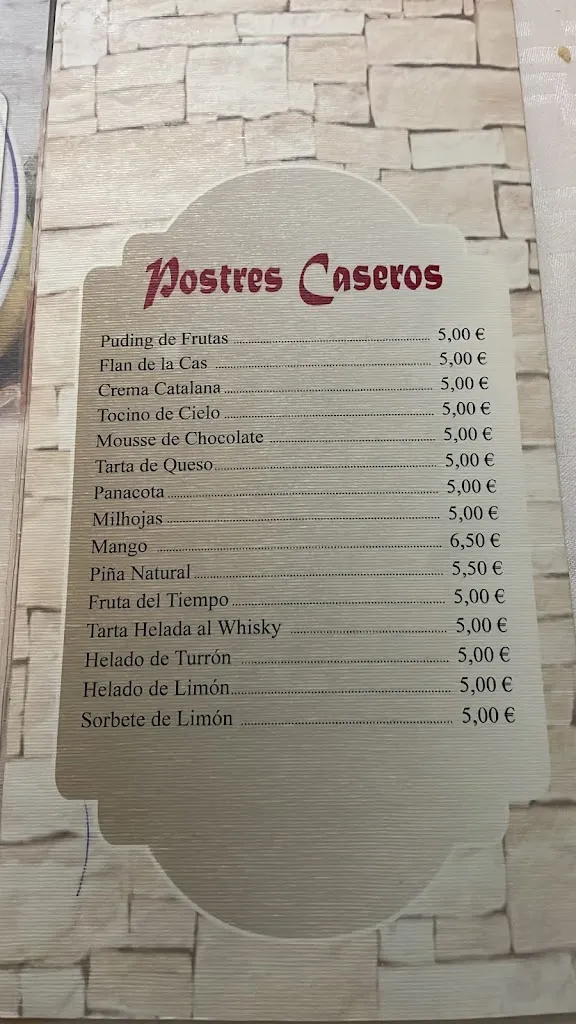 Postres Caseros
Puding de Frutas ........ 5,00 €
Flan de la Cas ........ 5,00 €
Crema Catalana ........ 5,00 €
Tocino de Cielo ........ 5,00 €
Mousse de Chocolate ........ 5,00 €
Tarta de Queso ........ 5,00 €
Panacota ........ 5,00 €
Milhojas ........ 5,00 €
Mango ........ 6,50 €
Piña Natural ........ 5,50 €
Fruta del Tiempo ........ 5,00 €
Tarta Helada al Whisky ........ 5,00 €
Helado de Turrón ........ 5,00 €
Helado de Limón ........ 5,00 €
Sorbete de Limón ........ 5,00 €